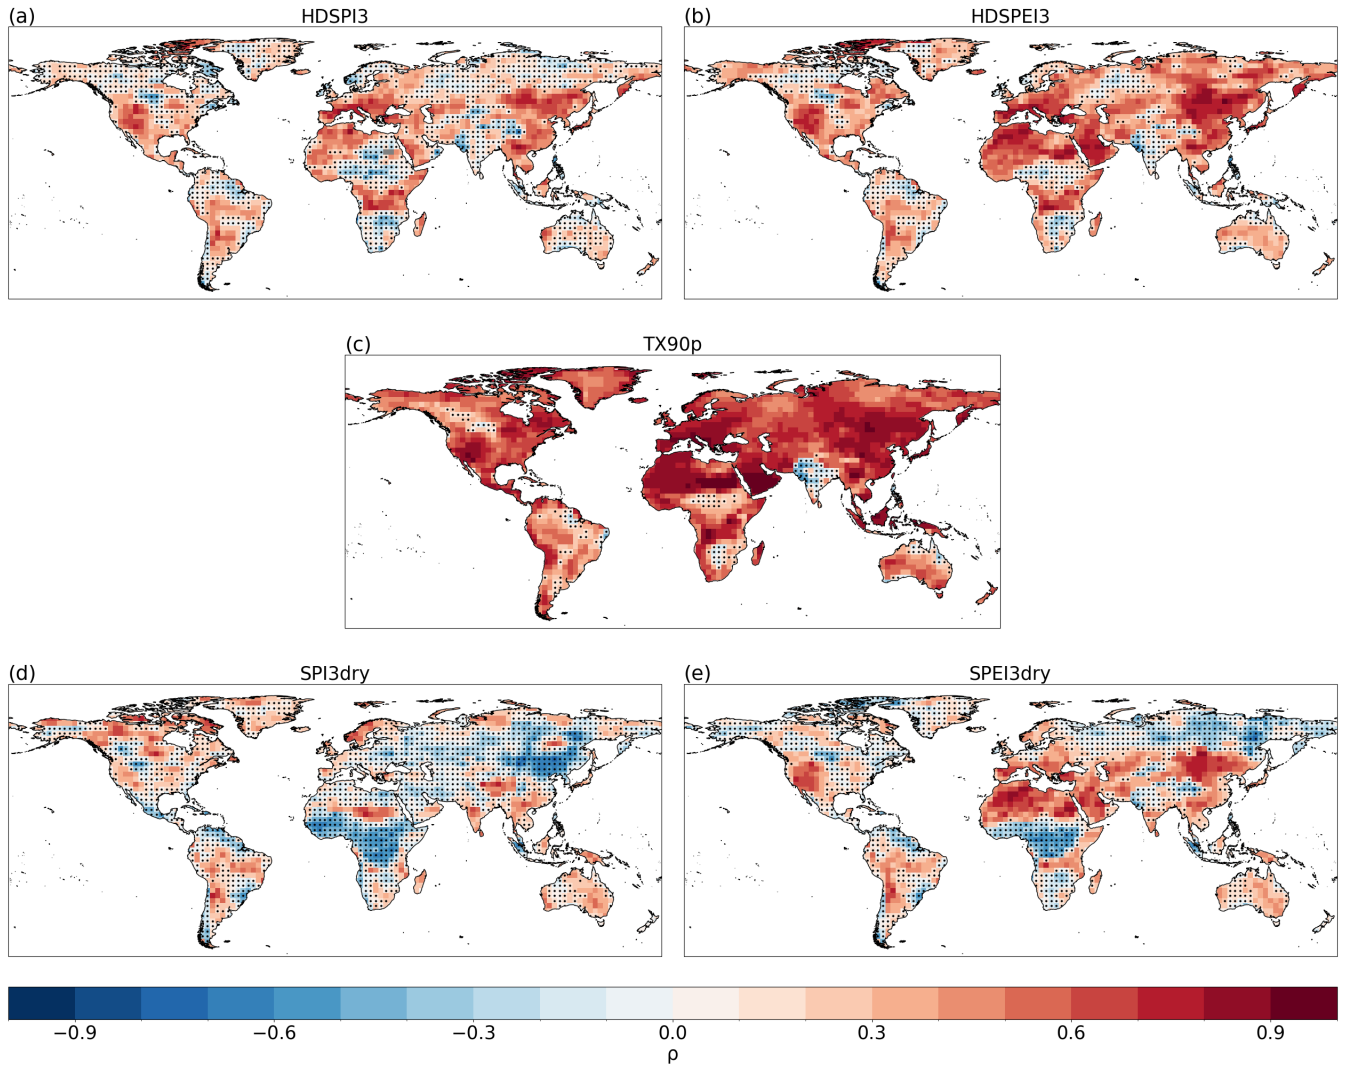 (a) HDSPI3
(b) HDSPEI3
(c) TX90p
(d) SPI3dry
(e) SPEI3dry
−0.9 −0.6 −0.3 0.0 0.3 0.6 0.9
ρ